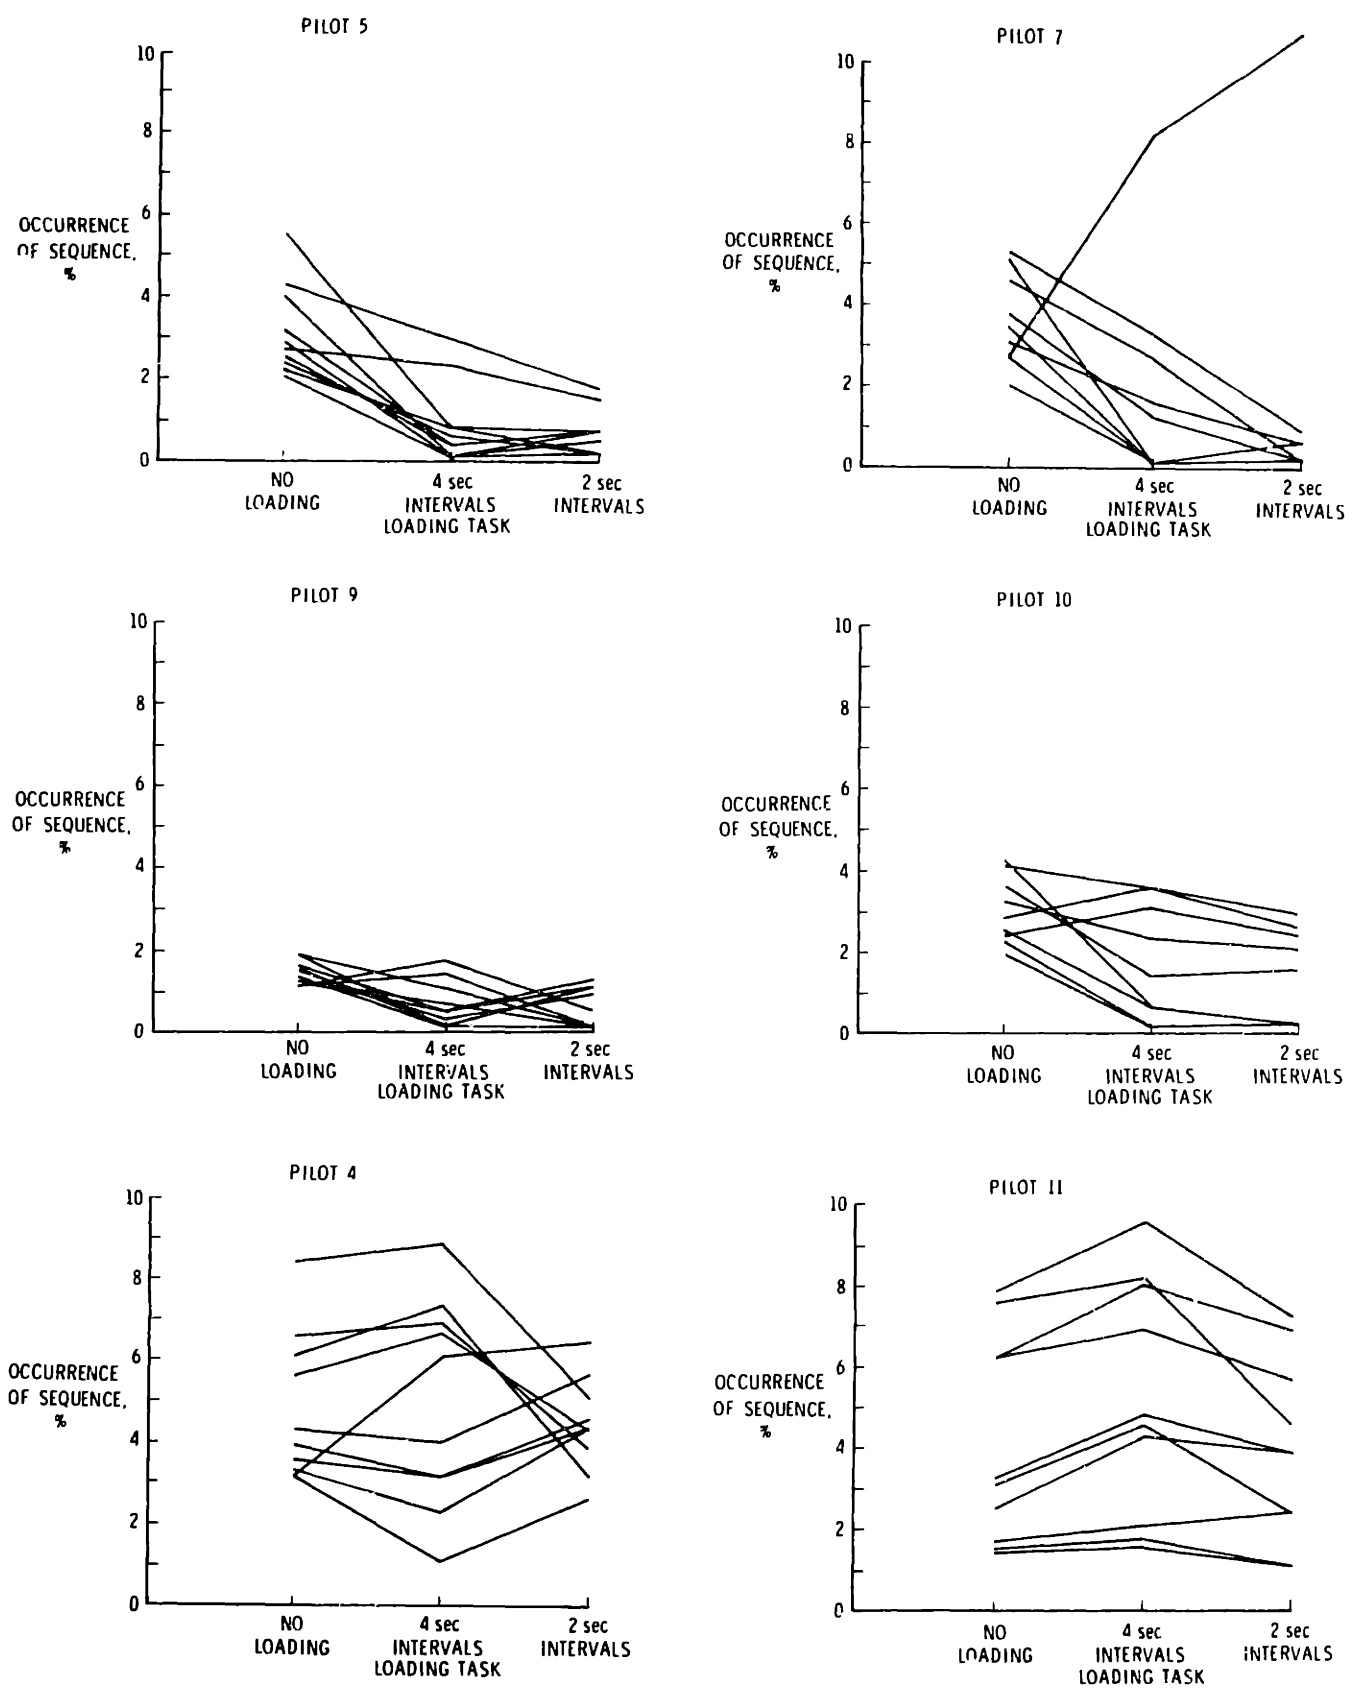 PILOT 5
10
8
6
4
2
0
OCCURRENCE
OF SEQUENCE,
%
NO
LOADING
4 sec
INTERVALS
LOADING TASK
2 sec
INTERVALS
PILOT 7
10
8
6
4
2
0
OCCURRENCE
OF SEQUENCE,
%
NO
LOADING
4 sec
INTERVALS
LOADING TASK
2 sec
INTERVALS
PILOT 9
10
8
6
4
2
0
OCCURRENCE
OF SEQUENCE,
%
NO
LOADING
4 sec
INTERVALS
LOADING TASK
2 sec
INTERVALS
PILOT 10
10
8
6
4
2
0
OCCURRENCE
OF SEQUENCE,
%
NO
LOADING
4 sec
INTERVALS
LOADING TASK
2 sec
INTERVALS
PILOT 4
10
8
6
4
2
0
OCCURRENCE
OF SEQUENCE,
%
NO
LOADING
4 sec
INTERVALS
LOADING TASK
2 sec
INTERVALS
PILOT 11
10
8
6
4
2
0
OCCURRENCE
OF SEQUENCE,
%
NO
LOADING
4 sec
INTERVALS
LOADING TASK
2 sec
INTERVALS